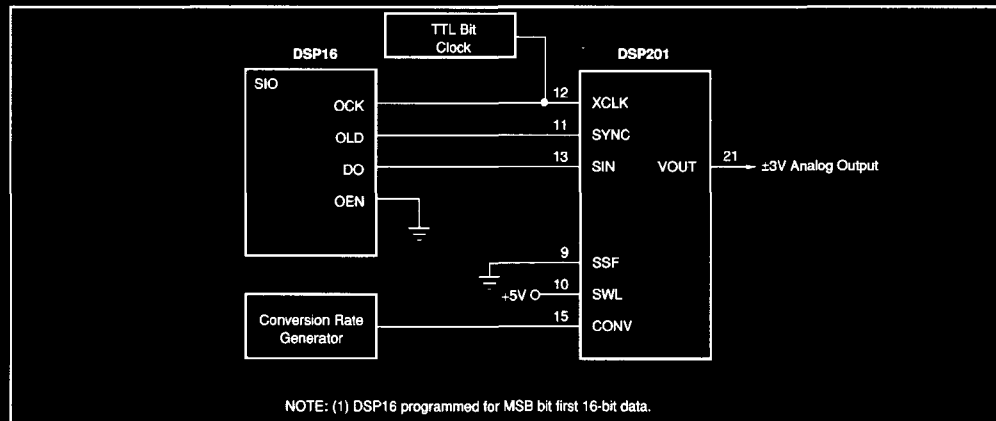 TTL Bit
Clock
DSP16
DSP201
SIO
OCK
12
XCLK
OLD
11
SYNC
DO
13
SIN
VOUT
21
±3V Analog Output
OEN
9
SSF
+5V
10
SWL
Conversion Rate
Generator
15
CONV
NOTE: (1) DSP16 programmed for MSB bit first 16-bit data.